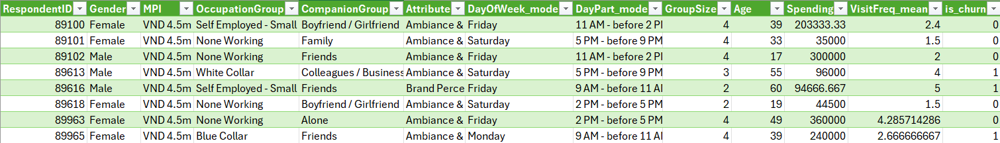 RespondentID Gender MPI OccupationGroup CompanionGroup Attribute DayOfWeek_mode DayPart_mode GroupSize Age Spending VisitFreq_mean is_churn
89100 Female VND 4.5m Self Employed - Small Boyfriend / Girlfriend Ambiance & Friday 11 AM - before 2 PM 4 39 203333.33 2.4 0
89101 Female VND 4.5m None Working Family Ambiance & Saturday 5 PM - before 9 PM 4 33 35000 1.5 0
89102 Male VND 4.5m None Working Friends Ambiance & Friday 11 AM - before 2 PM 4 17 300000 2 0
89613 Male VND 4.5m White Collar Colleagues / Business Ambiance & Saturday 5 PM - before 9 PM 3 55 96000 4 1
89616 Male VND 4.5m Self Employed - Small Friends Brand Perce Friday 9 AM - before 11 AM 2 60 94666.667 5 1
89618 Female VND 4.5m None Working Boyfriend / Girlfriend Ambiance & Saturday 2 PM - before 5 PM 2 19 44500 1.5 0
89963 Female VND 4.5m None Working Alone Ambiance & Friday 2 PM - before 5 PM 4 49 360000 4.285714286 0
89965 Female VND 4.5m Blue Collar Friends Ambiance & Monday 9 AM - before 11 AM 4 39 240000 2.666666667 1